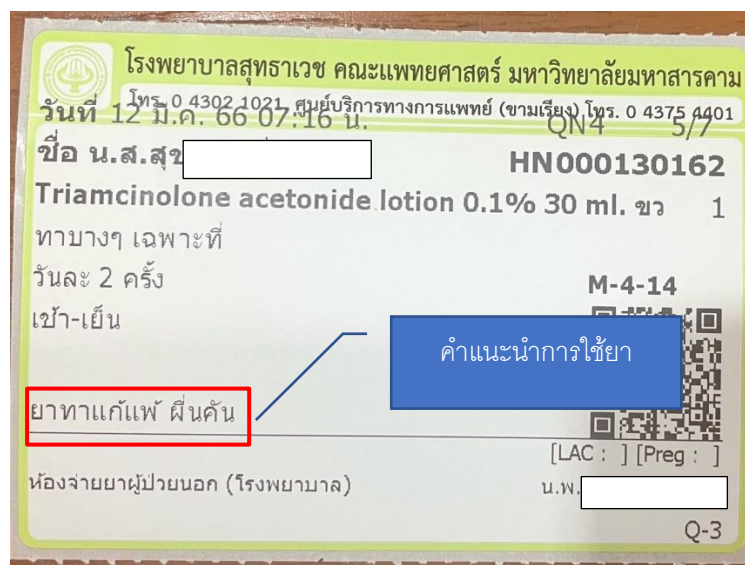 โรงพยาบาลสุทธาเวช คณะแพทยศาสตร์ มหาวิทยาลัยมหาสารคาม
โทร. 0 4302 1021, ศูนย์บริการทางการแพทย์ (ขามเรียง) โทร. 0 4375 4401
วันที่ 12 มี.ค. 66 07:16 น. QN4 5/7
ชื่อ น.ส.สุข
HN000130162
Triamcinolone acetonide lotion 0.1% 30 ml. ขว 1
ทาบางๆ เฉพาะที่
วันละ 2 ครั้ง
M-4-14
เช้า-เย็น
คำแนะนำการใช้ยา
ยาทาแก้แพ้ ผื่นคัน
[LAC : ] [Preg : ]
ห้องจ่ายยาผู้ป่วยนอก (โรงพยาบาล) น.พ.
Q-3